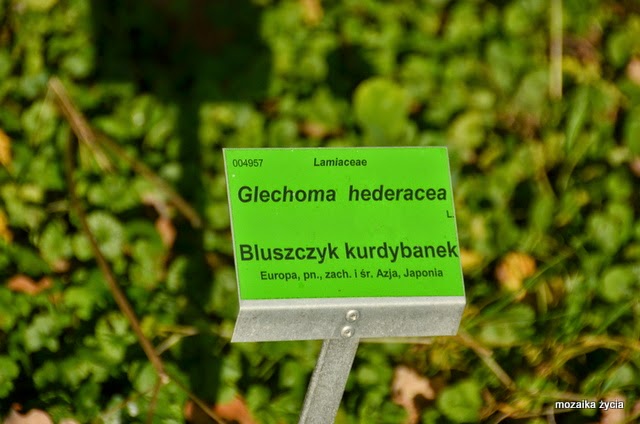 004957 Lamiaceae
Glechoma hederacea
L.
Bluszczyk kurdybanek
Europa, pn., zach. i śr. Azja, Japonia
mozaika życia